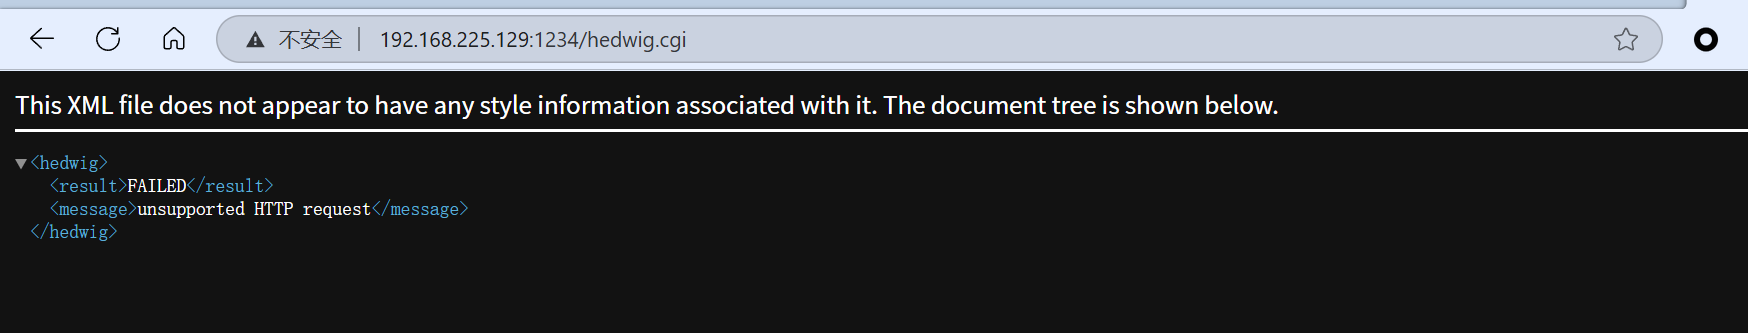 不安全 192.168.225.129:1234/hedwig.cgi
This XML file does not appear to have any style information associated with it. The document tree is shown below.
▼<hedwig>
<result>FAILED</result>
<message>unsupported HTTP request</message>
</hedwig>